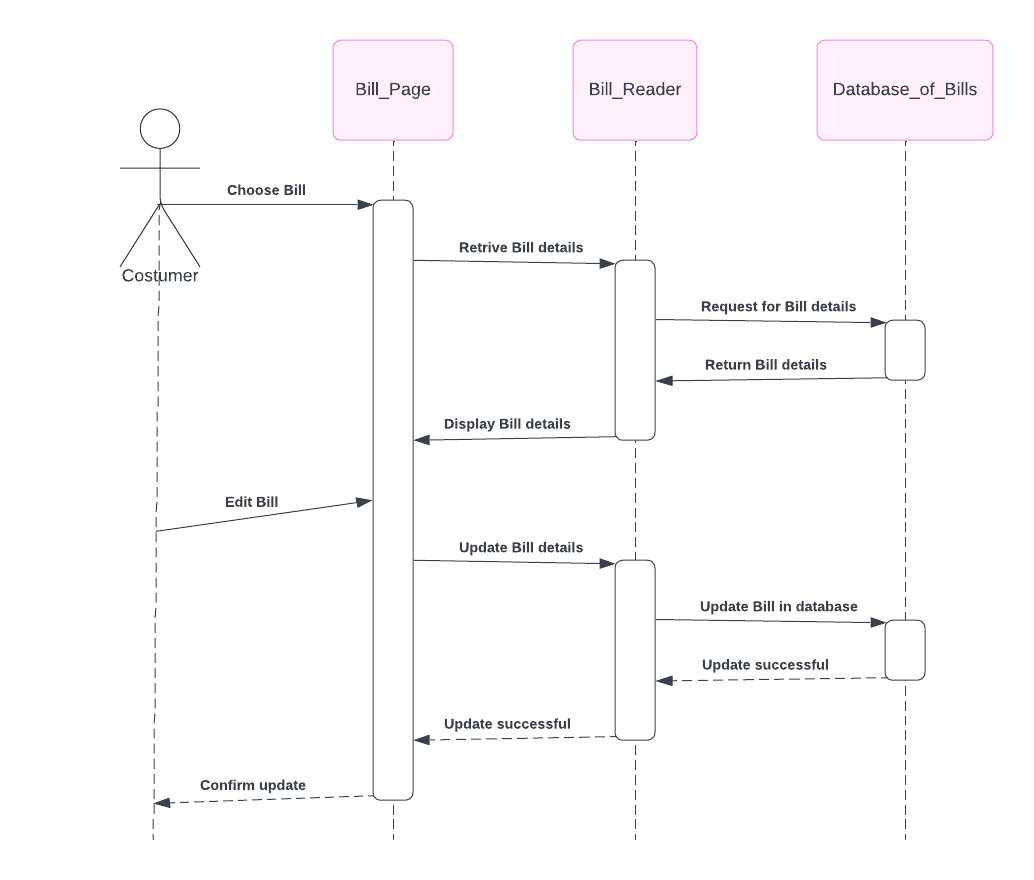 Bill_Page
Bill_Reader
Database_of_Bills
Choose Bill
Retrive Bill details
Costumer
Request for Bill details
Return Bill details
Display Bill details
Edit Bill
Update Bill details
Update Bill in database
Update successful
Update successful
Confirm update